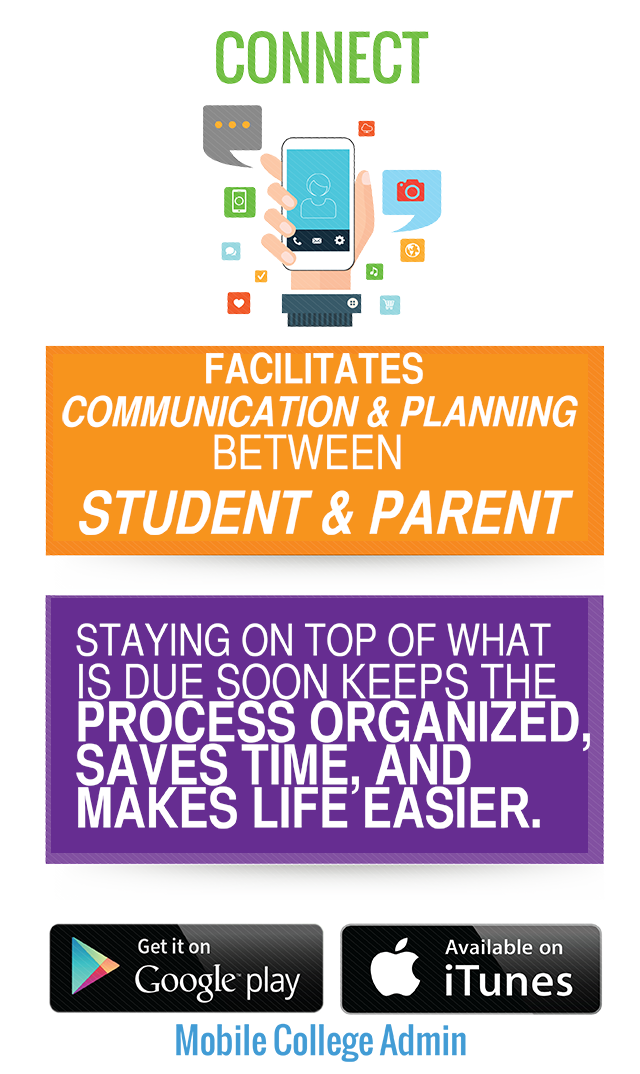 CONNECT
FACILITATES
COMMUNICATION & PLANNING
BETWEEN
STUDENT & PARENT
STAYING ON TOP OF WHAT
IS DUE SOON KEEPS THE
PROCESS ORGANIZED,
SAVES TIME, AND
MAKES LIFE EASIER.
Get it on
Google play
Available on
iTunes
Mobile College Admin